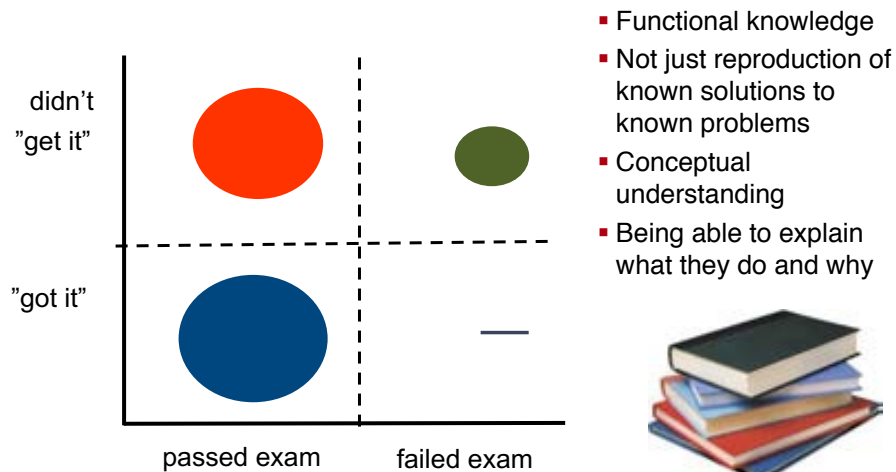 didn't
”get it”
”got it”
passed exam
failed exam
▪ Functional knowledge
▪ Not just reproduction of
known solutions to
known problems
▪ Conceptual
understanding
▪ Being able to explain
what they do and why